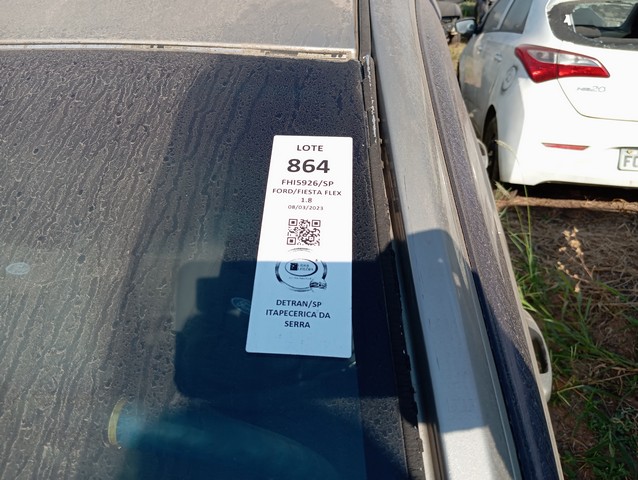 LOTE
864
FHI5926/SP
FORD/FIESTA FLEX
1.8
08/03/2023
DETRAN/SP
ITAPECERICA DA
SERRA